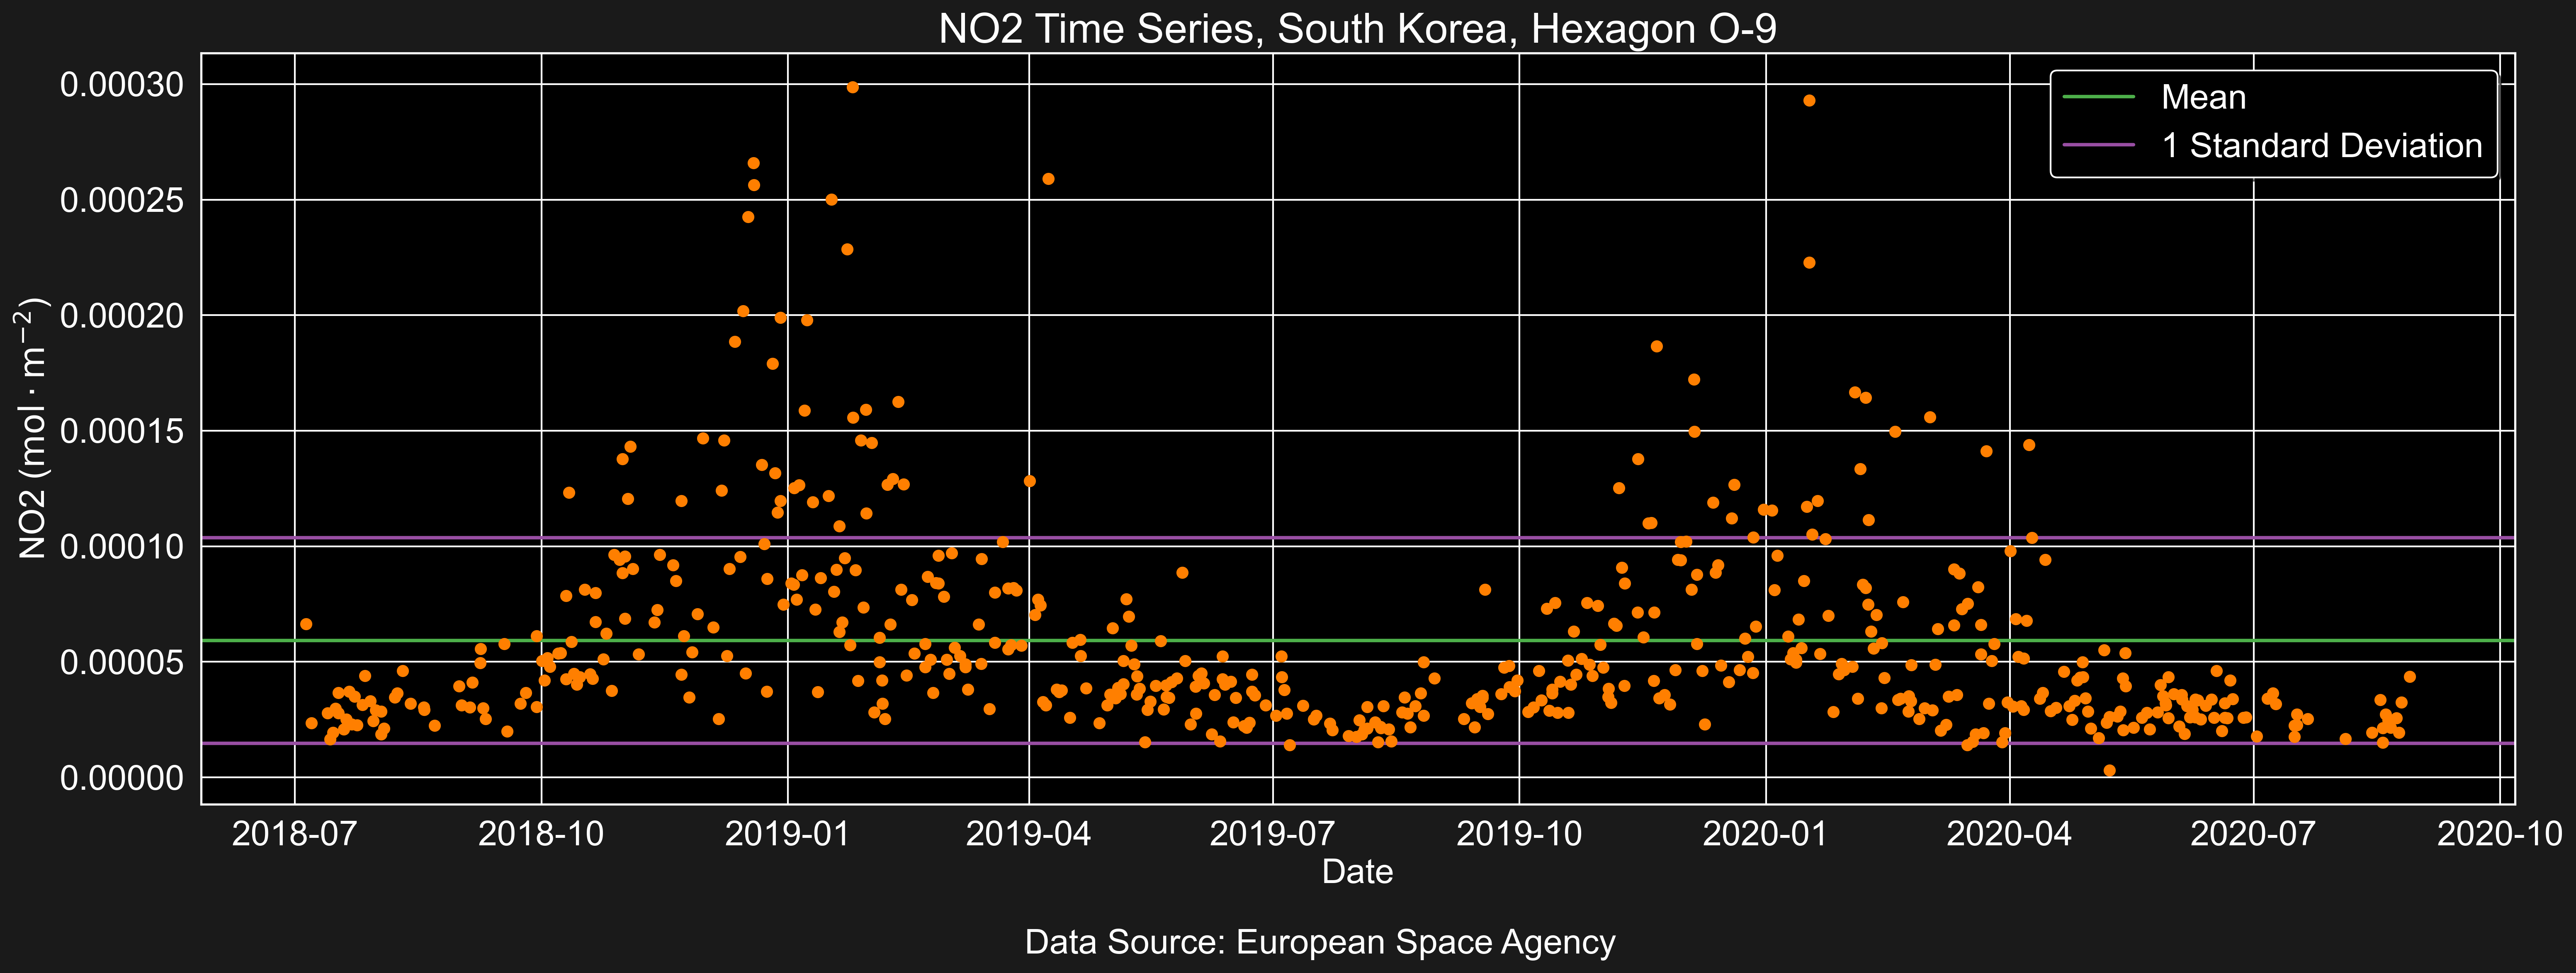 NO2 Time Series, South Korea, Hexagon O-9
0.00030
0.00025
0.00020
0.00015
0.00010
0.00005
0.00000
NO2 (mol · m⁻²)
Mean
1 Standard Deviation
2018-07 2018-10 2019-01 2019-04 2019-07 2019-10 2020-01 2020-04 2020-07 2020-10
Date
Data Source: European Space Agency